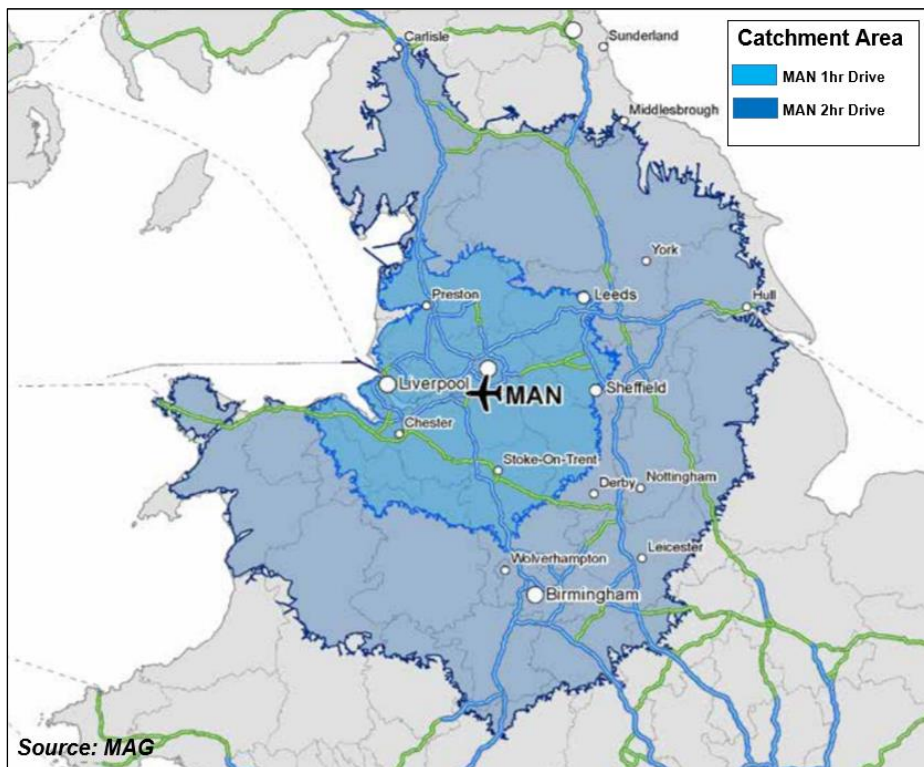 Carlisle
Sunderland
Catchment Area
MAN 1hr Drive
MAN 2hr Drive
Middlesbrough
York
Preston
Leeds
Hull
Liverpool
MAN
Sheffield
Chester
Stoke-On-Trent
Derby
Nottingham
Wolverhampton
Leicester
Birmingham
Source: MAG